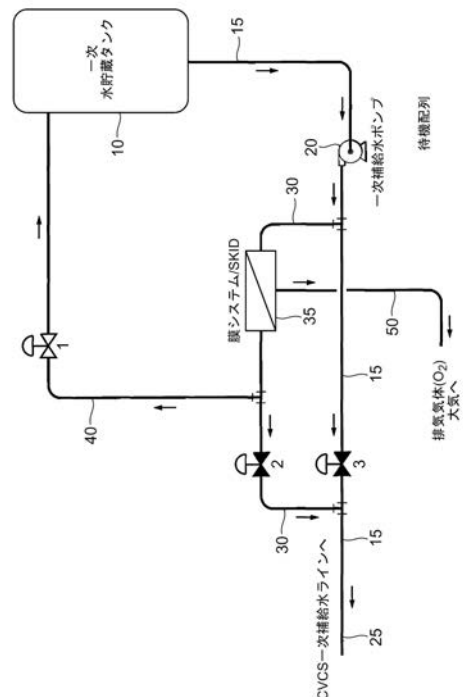 一次
水貯蔵タンク
10
15
20
一次補給水ポンプ
待機配列
30
膜システム/SKID
35
50
排気気体(O₂)
大気へ
1
40
2
3
15
30
15
25
CVCS一次補給水ラインへ